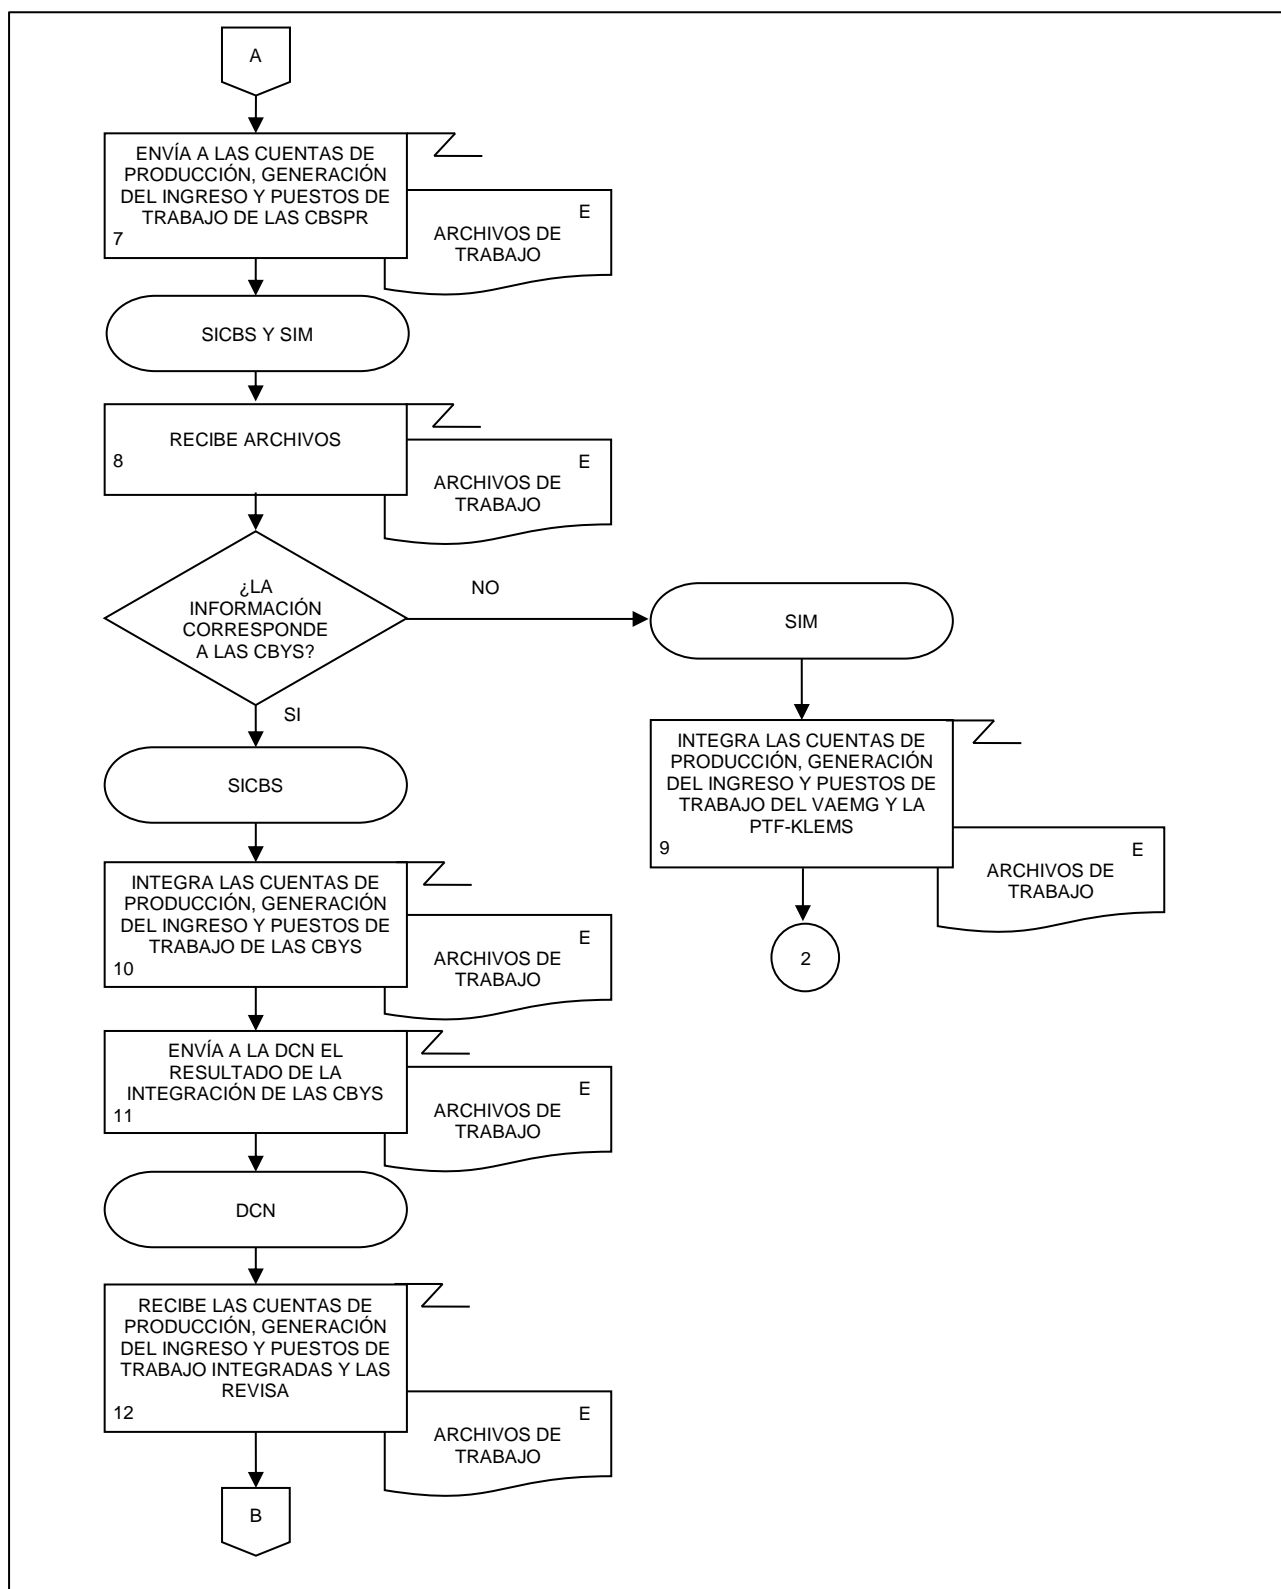 A
ENVÍA A LAS CUENTAS DE
PRODUCCIÓN, GENERACIÓN
DEL INGRESO Y PUESTOS DE
TRABAJO DE LAS CBSPR
7
E
ARCHIVOS DE
TRABAJO
SICBS Y SIM
RECIBE ARCHIVOS
8
E
ARCHIVOS DE
TRABAJO
¿LA
INFORMACIÓN
CORRESPONDE
A LAS CBYS?
NO
SI
SIM
INTEGRA LAS CUENTAS DE
PRODUCCIÓN, GENERACIÓN
DEL INGRESO Y PUESTOS DE
TRABAJO DEL VAEMG Y LA
PTF-KLEMS
9
E
ARCHIVOS DE
TRABAJO
2
SICBS
INTEGRA LAS CUENTAS DE
PRODUCCIÓN, GENERACIÓN
DEL INGRESO Y PUESTOS DE
TRABAJO DE LAS CBYS
10
E
ARCHIVOS DE
TRABAJO
ENVÍA A LA DCN EL
RESULTADO DE LA
INTEGRACIÓN DE LAS CBYS
11
E
ARCHIVOS DE
TRABAJO
DCN
RECIBE LAS CUENTAS DE
PRODUCCIÓN, GENERACIÓN
DEL INGRESO Y PUESTOS DE
TRABAJO INTEGRADAS Y LAS
REVISA
12
E
ARCHIVOS DE
TRABAJO
B